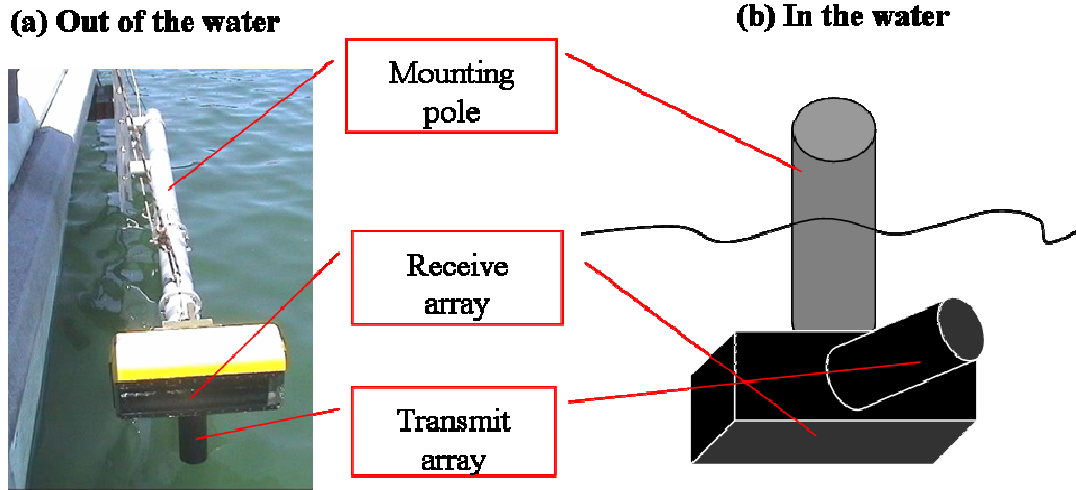 (a) Out of the water
(b) In the water
Mounting
pole
Receive
array
Transmit
array